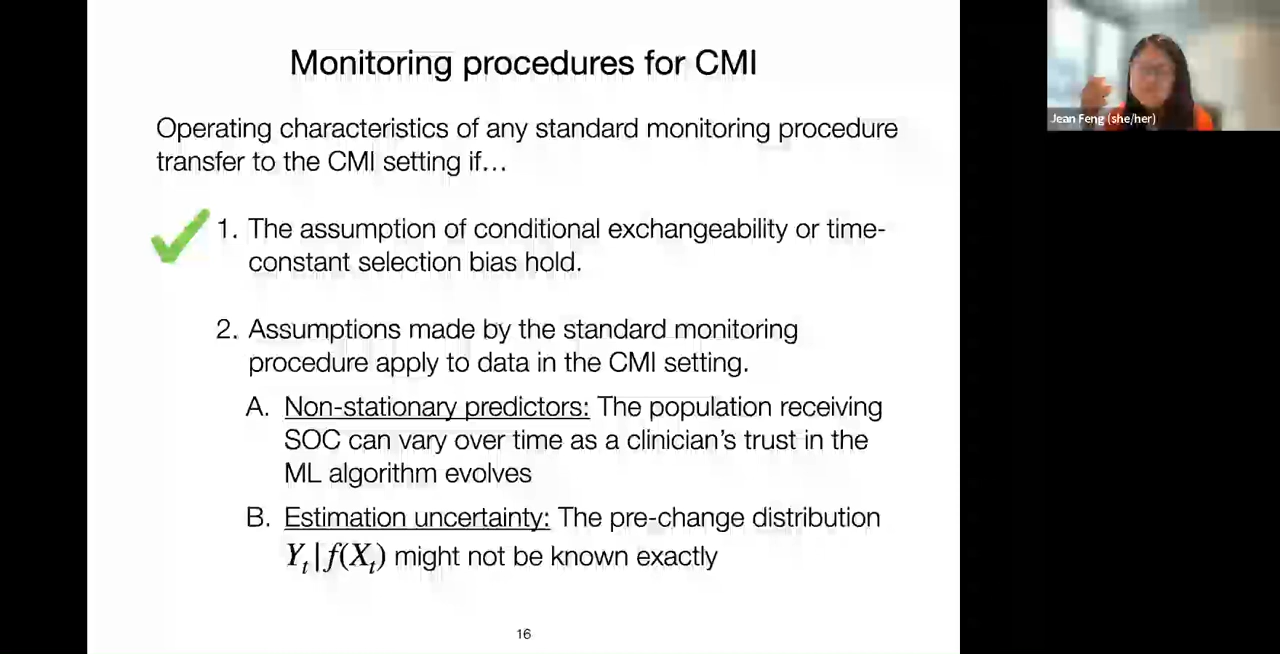 Monitoring procedures for CMI
Operating characteristics of any standard monitoring procedure
transfer to the CMI setting if…
1. The assumption of conditional exchangeability or time-
constant selection bias hold.
2. Assumptions made by the standard monitoring
procedure apply to data in the CMI setting.
A. Non-stationary predictors: The population receiving
SOC can vary over time as a clinician's trust in the
ML algorithm evolves
B. Estimation uncertainty: The pre-change distribution
Yₜ | f(Xₜ) might not be known exactly
16
Jean Feng (she/her)